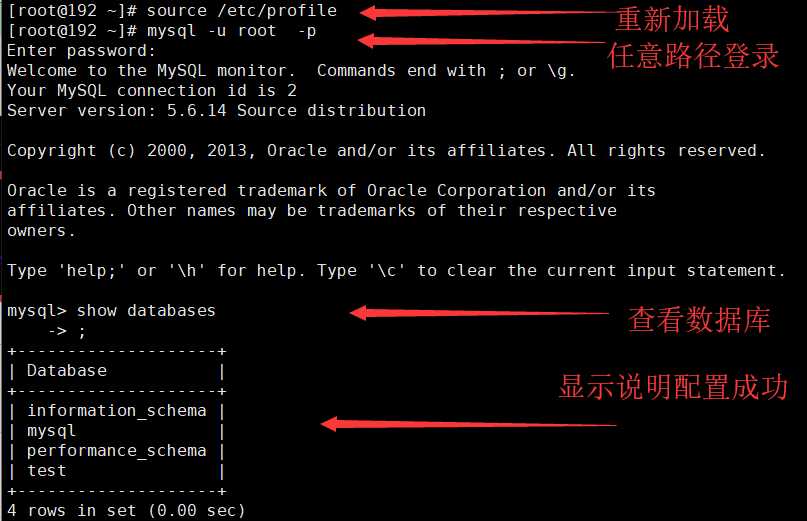 [root@192 ~]# source /etc/profile
重新加载
[root@192 ~]# mysql -u root  -p
任意路径登录
Enter password:
Welcome to the MySQL monitor.  Commands end with ; or \g.
Your MySQL connection id is 2
Server version: 5.6.14 Source distribution
Copyright (c) 2000, 2013, Oracle and/or its affiliates. All rights reserved.
Oracle is a registered trademark of Oracle Corporation and/or its
affiliates. Other names may be trademarks of their respective
owners.
Type 'help;' or '\h' for help. Type '\c' to clear the current input statement.
mysql> show databases
查看数据库
    -> ;
+--------------------+
| Database           |
+--------------------+
显示说明配置成功
| information_schema |
| mysql              |
| performance_schema |
| test               |
+--------------------+
4 rows in set (0.00 sec)